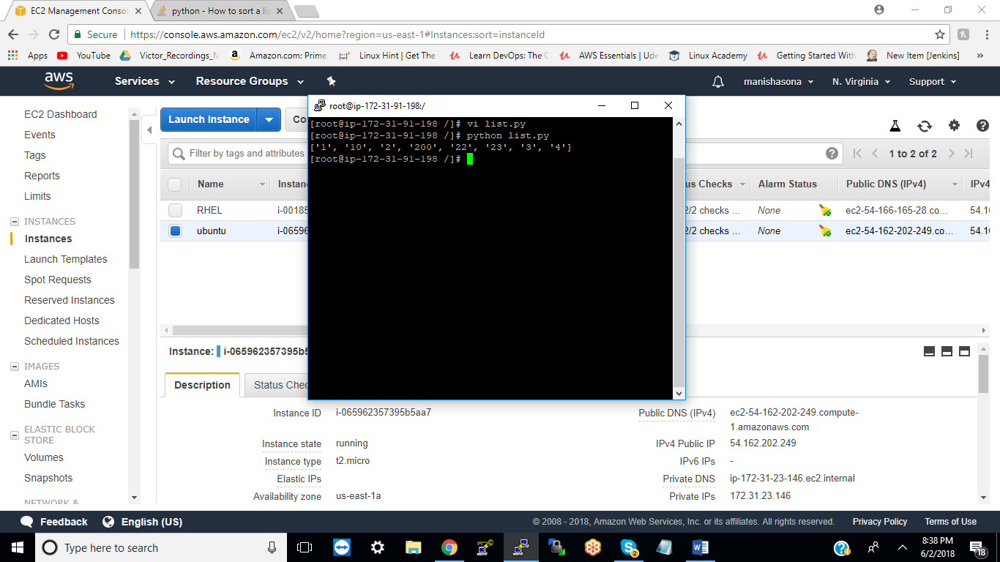 EC2 Management Consol
python - How to sort a lis
Secure
https://console.aws.amazon.com/ec2/v2/home?region=us-east-1#Instances:sort=instanceId
Apps
YouTube
Victor_Recordings_M
Amazon.com: Prime
Linux Hint | Get The
Learn DevOps: The C
AWS Essentials | Ude
Linux Academy
Getting Started With
New Item [Jenkins]
»
aws
Services
Resource Groups
manishasona
N. Virginia
Support
EC2 Dashboard
Events
Tags
Reports
Limits
INSTANCES
Instances
Launch Templates
Spot Requests
Reserved Instances
Dedicated Hosts
Scheduled Instances
IMAGES
AMIs
Bundle Tasks
ELASTIC BLOCK
STORE
Volumes
Snapshots
NETWORK &
Launch Instance
Co
Filter by tags and attributes
1 to 2 of 2
Name
Instan
us Checks
Alarm Status
Public DNS (IPv4)
IPv4
RHEL
i-00185
2/2 checks ...
None
ec2-54-166-165-28.co...
54.16
ubuntu
i-06596
2/2 checks ...
None
ec2-54-162-202-249.co...
54.16
root@ip-172-31-91-198:/
[root@ip-172-31-91-198 /]# vi list.py
[root@ip-172-31-91-198 /]# python list.py
['1', '10', '2', '200', '22', '23', '3', '4']
[root@ip-172-31-91-198 /]#
Instance:
i-065962357395b5
Description
Status Chec
Instance ID
i-065962357395b5aa7
Public DNS (IPv4)
ec2-54-162-202-249.compute-
1.amazonaws.com
Instance state
running
IPv4 Public IP
54.162.202.249
Instance type
t2.micro
IPv6 IPs
-
Elastic IPs
Private DNS
ip-172-31-23-146.ec2.internal
Availability zone
us-east-1a
Private IPs
172.31.23.146
Feedback
English (US)
© 2008 - 2018, Amazon Web Services, Inc. or its affiliates. All rights reserved.
Privacy Policy
Terms of Use
Type here to search
2
8:38 PM
6/2/2018
18